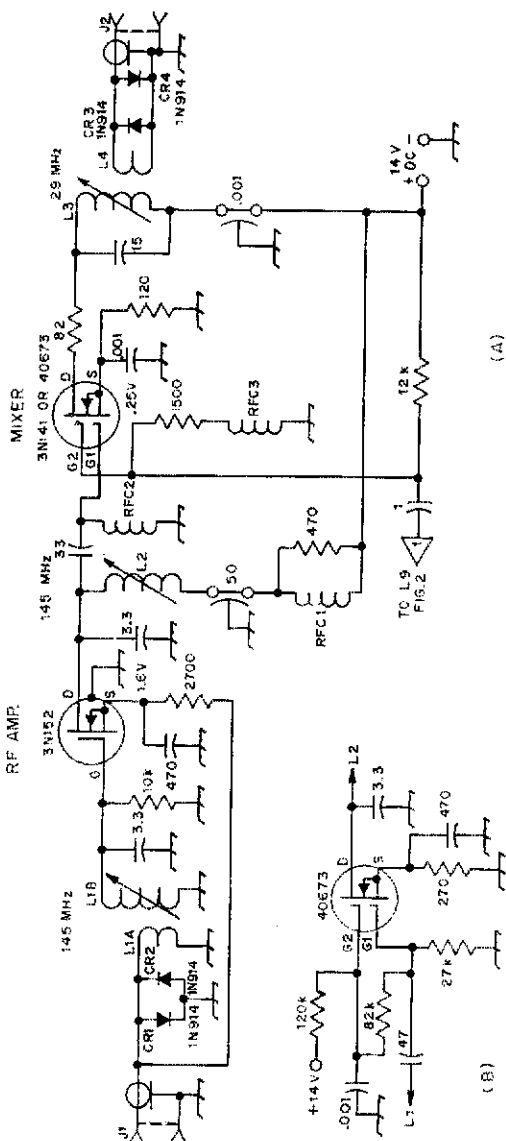 RF AMP.
3N152
MIXER
3N141 OR 40673
145 MHz
145 MHz
29 MHz
J1
CR1
1N914
CR2
1N914
L1A
L1B
3.3
10k
G
D
S
1.6V
470
2700
3.3
L2
33
50
RFC1
470
RFC2
G2
G1
D
S
.25V
.001
120
1500
RFC3
82
15
L3
.001
L4
CR3
1N914
CR4
1N914
J2
14 V
+ DC -
12 k
1
1
TO L9
FIG.2
(A)
+14V
120k
.001
82k
47
L1
G2
G1
40673
D
S
L2
3.3
27k
270
470
(B)